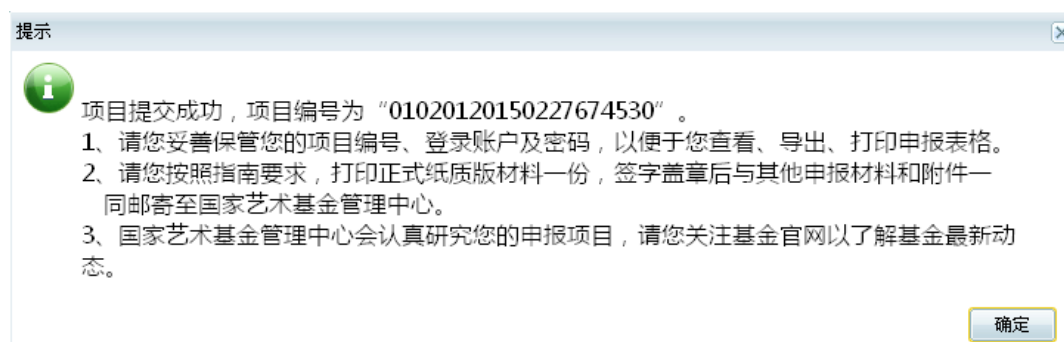 提示
项目提交成功，项目编号为“01020120150227674530”。
1、请您妥善保管您的项目编号、登录账户及密码，以便于您查看、导出、打印申报表格。
2、请您按照指南要求，打印正式纸质版材料一份，签字盖章后与其他申报材料和附件一
同邮寄至国家艺术基金管理中心。
3、国家艺术基金管理中心会认真研究您的申报项目，请您关注基金官网以了解基金最新动
态。
确定